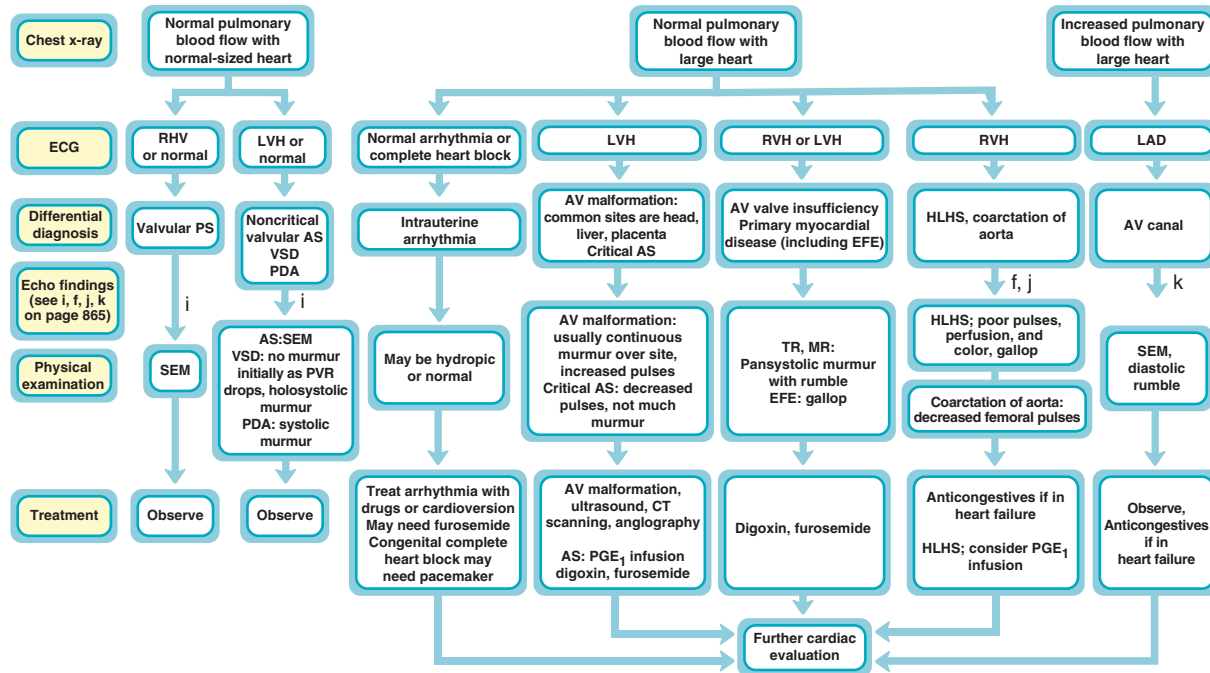 Chest x-ray
Normal pulmonary
blood flow with
normal-sized heart
Normal pulmonary
blood flow with
large heart
Increased pulmonary
blood flow with
large heart
ECG
RHV
or normal
LVH or
normal
Normal arrhythmia or
complete heart block
LVH
RVH or LVH
RVH
LAD
Differential
diagnosis
Valvular PS
Noncritical
valvular AS
VSD
PDA
Intrauterine
arrhythmia
AV malformation:
common sites are head,
liver, placenta
Critical AS
AV valve insufficiency
Primary myocardial
disease (including EFE)
HLHS, coarctation of
aorta
AV canal
Echo findings
(see i, f, j, k
on page 865)
i
i
f, j
k
Physical
examination
SEM
AS:SEM
VSD: no murmur
initially as PVR
drops, holosystolic
murmur
PDA: systolic
murmur
May be hydropic
or normal
AV malformation:
usually continuous
murmur over site,
increased pulses
Critical AS: decreased
pulses, not much
murmur
TR, MR:
Pansystolic murmur
with rumble
EFE: gallop
HLHS; poor pulses,
perfusion, and
color, gallop
Coarctation of aorta:
decreased femoral pulses
SEM,
diastolic
rumble
Treatment
Observe
Observe
Treat arrhythmia with
drugs or cardioversion
May need furosemide
Congenital complete
heart block may
need pacemaker
AV malformation,
ultrasound, CT
scanning, anglography
AS: PGE₁ infusion
digoxin, furosemide
Digoxin, furosemide
Anticongestives if in
heart failure
HLHS; consider PGE₁
infusion
Observe,
Anticongestives
if in
heart failure
Further cardiac
evaluation